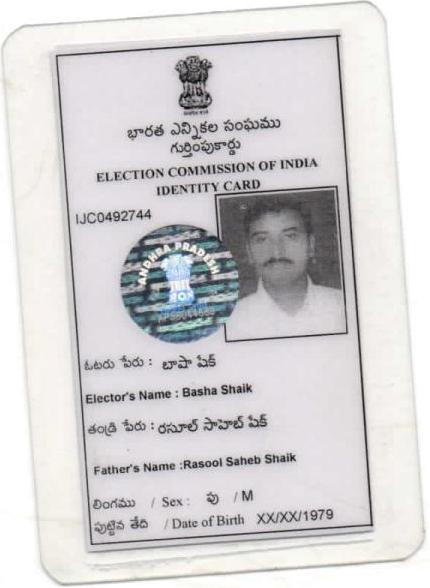 భారత ఎన్నికల సంఘము
గుర్తింపుకార్డు
ELECTION COMMISSION OF INDIA
IDENTITY CARD
IJC0492744
ANDHRA PRADESH
ఓటరు పేరు : బాషా షేక్
Elector's Name : Basha Shaik
తండ్రి పేరు : రసూల్ సాహెబ్ షేక్
Father's Name :Rasool Saheb Shaik
లింగము / Sex : పు / M
పుట్టిన తేది / Date of Birth XX/XX/1979